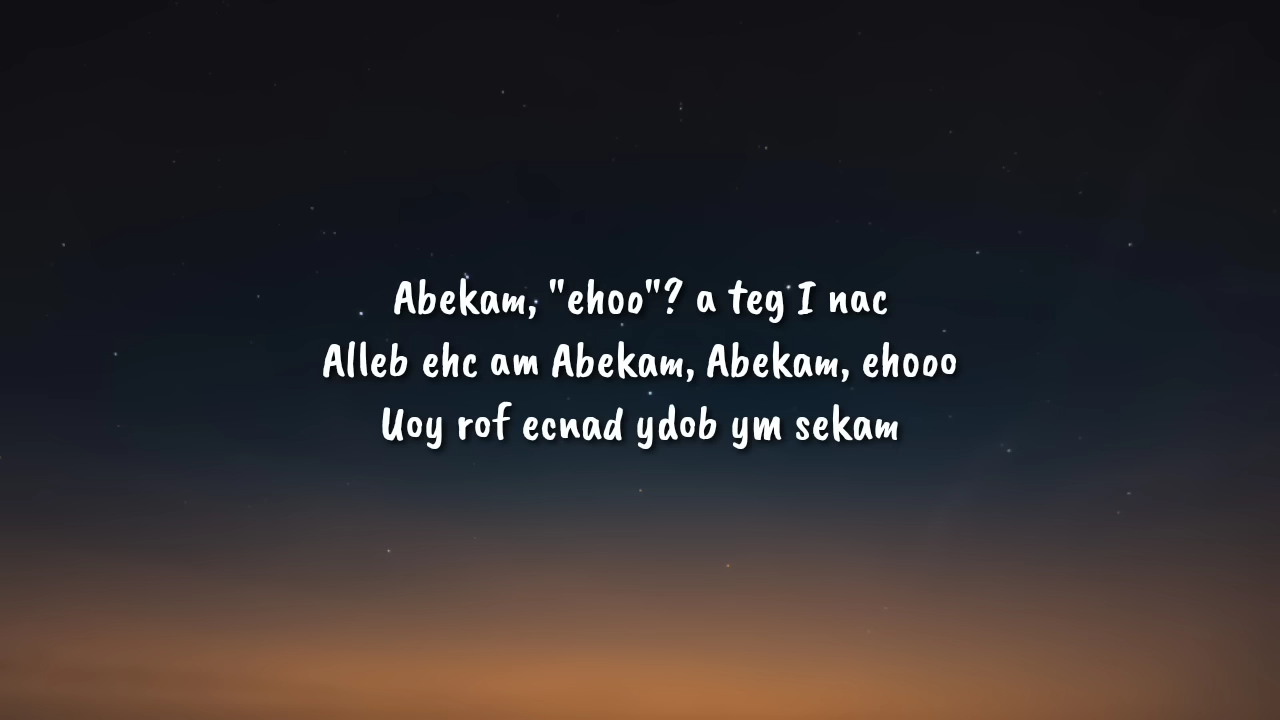 Abekam, "ehoo"? a teg I nac
Alleb ehc am Abekam, Abekam, ehooo
Uoy rof ecnad ydob ym sekam